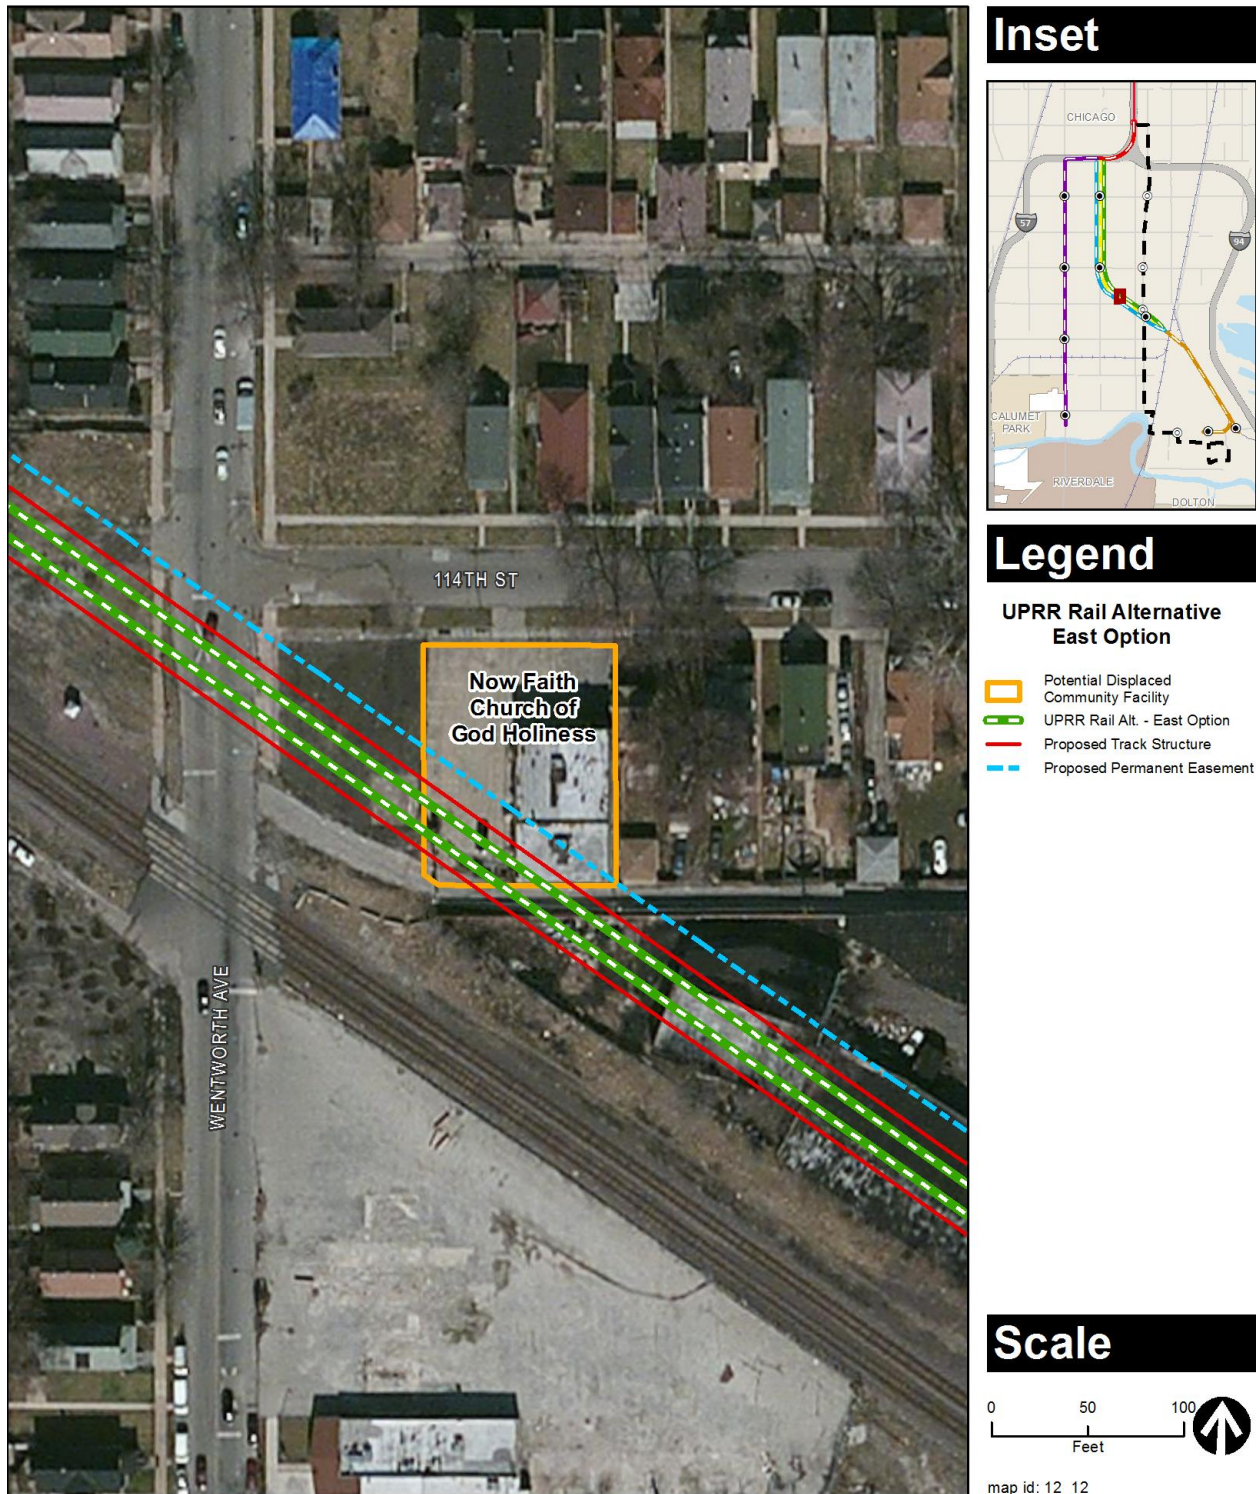 114TH ST
Now Faith
Church of
God Holiness
WENTWORTH AVE
Inset
CHICAGO
57
94
CALUMET
PARK
RIVERDALE
DOLTON
Legend
UPRR Rail Alternative
East Option
Potential Displaced
Community Facility
UPRR Rail Alt. - East Option
Proposed Track Structure
Proposed Permanent Easement
Scale
0 50 100
Feet
map id: 12_12